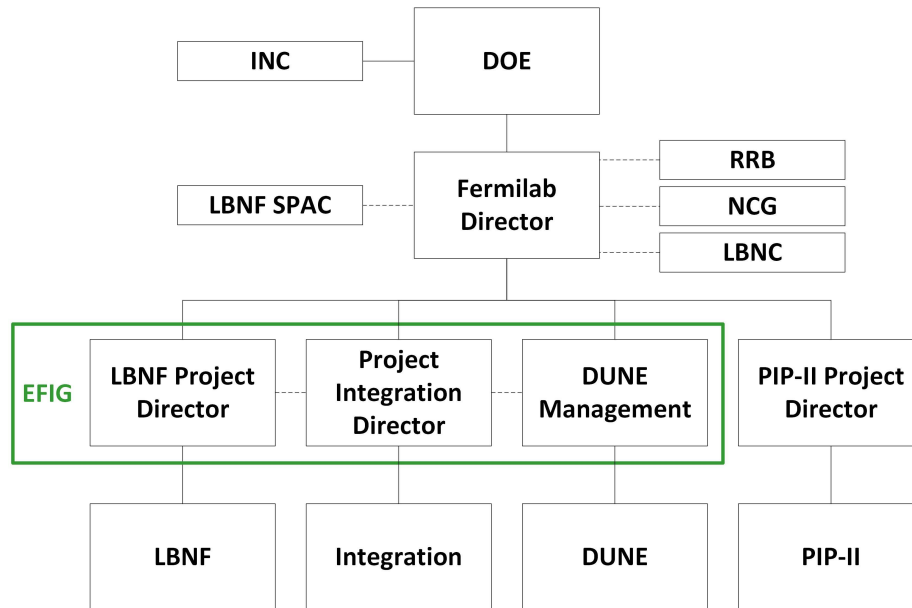 INC
DOE
Fermilab
Director
LBNF SPAC
RRB
NCG
LBNC
EFIG
LBNF Project
Director
Project
Integration
Director
DUNE
Management
PIP-II Project
Director
LBNF
Integration
DUNE
PIP-II